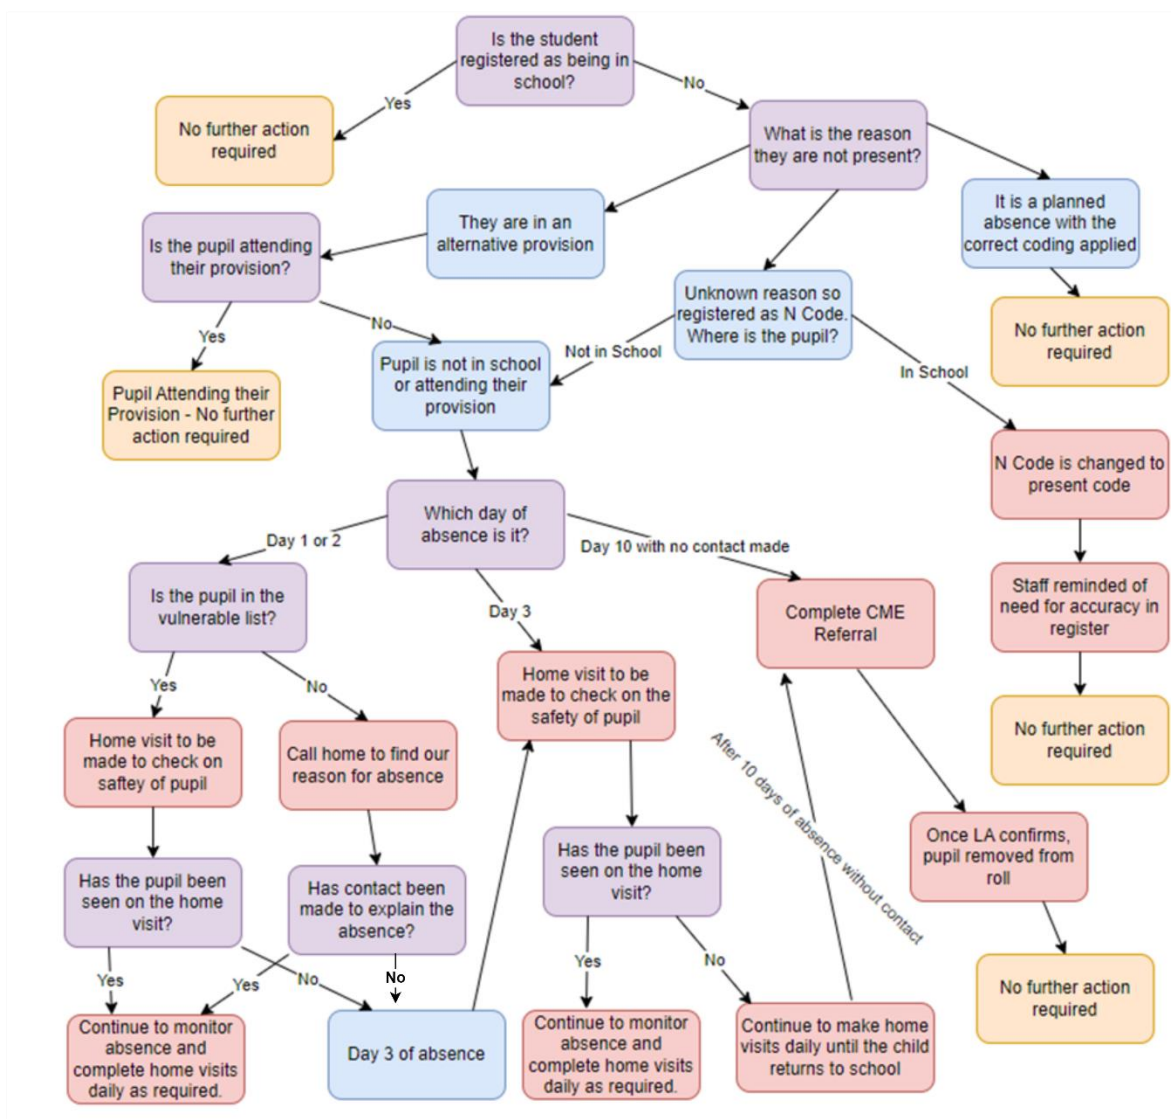 Is the student
registered as being in
school?
Yes
No
No further action
required
What is the reason
they are not present?
They are in an
alternative provision
It is a planned
absence with the
correct coding applied
Is the pupil attending
their provision?
Unknown reason so
registered as N Code.
Where is the pupil?
No further action
required
Yes
No
Not in School
In School
Pupil Attending their
Provision - No further
action required
Pupil is not in school
or attending their
provision
N Code is changed to
present code
Which day of
absence is it?
Day 1 or 2
Day 10 with no contact made
Day 3
Is the pupil in the
vulnerable list?
Complete CME
Referral
Staff reminded of
need for accuracy in
register
Yes
No
Home visit to be
made to check on the
safety of pupil
No further action
required
Home visit to be
made to check on
saftey of pupil
Call home to find our
reason for absence
After 10 days of absence without contact
Once LA confirms,
pupil removed from
roll
Has the pupil been
seen on the home
visit?
Has contact been
made to explain the
absence?
Has the pupil been
seen on the home
visit?
Yes
Yes
No
No
Yes
No
No further action
required
Continue to monitor
absence and
complete home visits
daily as required.
Day 3 of absence
Continue to monitor
absence and
complete home visits
daily as required.
Continue to make home
visits daily until the child
returns to school